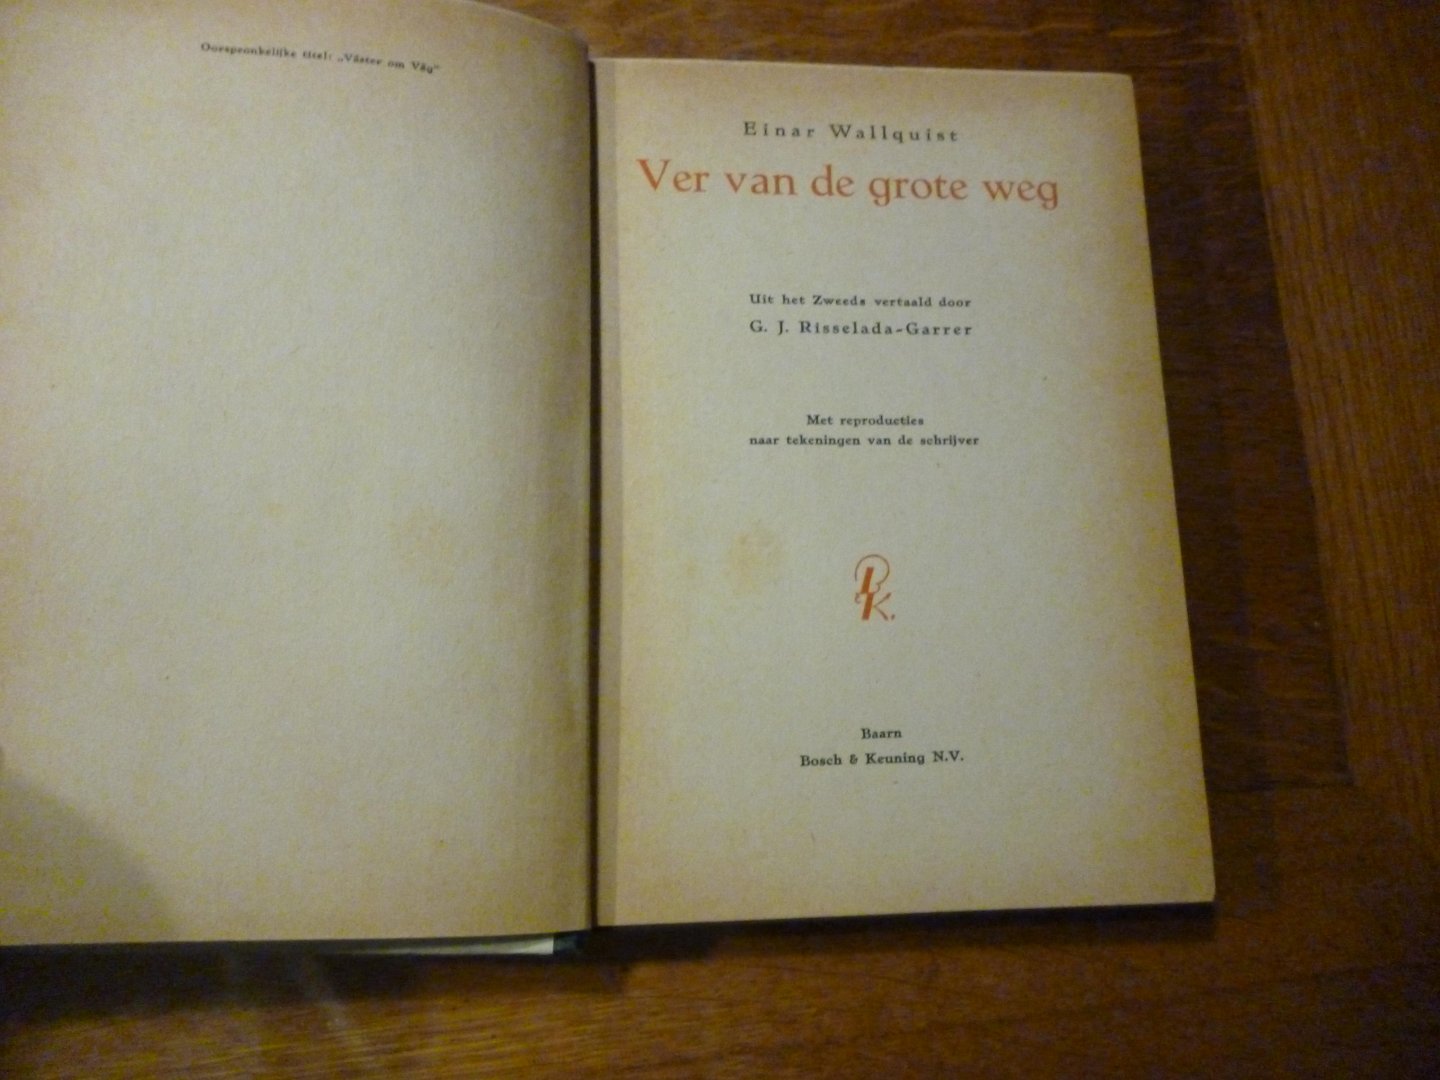 Oorspronkelijke titel: „Väster om Väg"
Einar Wallquist
Ver van de grote weg
Uit het Zweeds vertaald door
G. J. Risselada-Garrer
Met reproducties
naar tekeningen van de schrijver
BK.
Baarn
Bosch & Keuning N.V.